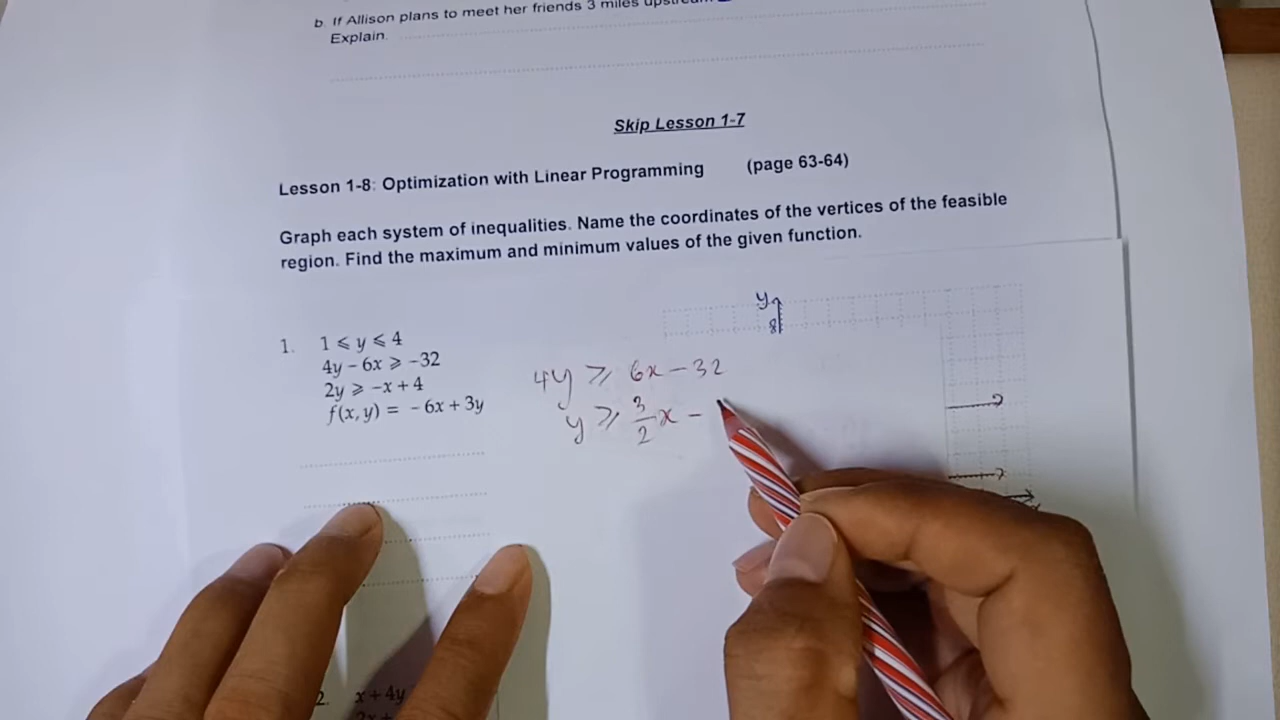 b. If Allison plans to meet her friends 3 miles
Explain.
Skip Lesson 1-7
Lesson 1-8: Optimization with Linear Programming (page 63-64)
Graph each system of inequalities. Name the coordinates of the vertices of the feasible
region. Find the maximum and minimum values of the given function.
1. 1 ⩽ y ⩽ 4
4y − 6x ⩾ −32
2y ⩾ −x + 4
f(x, y) = −6x + 3y
4y ⩾ 6x − 32
y ⩾ 3/2 x −
y
8
2. x + 4y